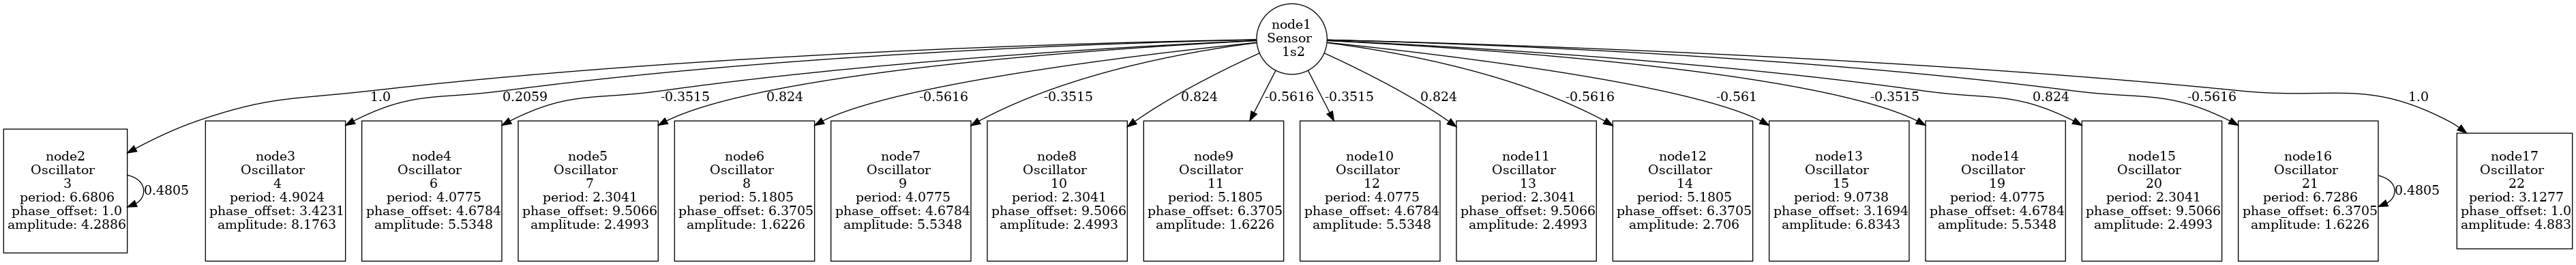 node1
Sensor
1s2
1.0
0.2059
-0.3515
0.824
-0.5616
-0.3515
0.824
-0.5616
-0.3515
0.824
-0.5616
-0.561
-0.3515
0.824
-0.5616
1.0
node2
Oscillator
3
period: 6.6806
phase_offset: 1.0
amplitude: 4.2886
0.4805
node3
Oscillator
4
period: 4.9024
phase_offset: 3.4231
amplitude: 8.1763
node4
Oscillator
6
period: 4.0775
phase_offset: 4.6784
amplitude: 5.5348
node5
Oscillator
7
period: 2.3041
phase_offset: 9.5066
amplitude: 2.4993
node6
Oscillator
8
period: 5.1805
phase_offset: 6.3705
amplitude: 1.6226
node7
Oscillator
9
period: 4.0775
phase_offset: 4.6784
amplitude: 5.5348
node8
Oscillator
10
period: 2.3041
phase_offset: 9.5066
amplitude: 2.4993
node9
Oscillator
11
period: 5.1805
phase_offset: 6.3705
amplitude: 1.6226
node10
Oscillator
12
period: 4.0775
phase_offset: 4.6784
amplitude: 5.5348
node11
Oscillator
13
period: 2.3041
phase_offset: 9.5066
amplitude: 2.4993
node12
Oscillator
14
period: 5.1805
phase_offset: 6.3705
amplitude: 2.706
node13
Oscillator
15
period: 9.0738
phase_offset: 3.1694
amplitude: 6.8343
node14
Oscillator
19
period: 4.0775
phase_offset: 4.6784
amplitude: 5.5348
node15
Oscillator
20
period: 2.3041
phase_offset: 9.5066
amplitude: 2.4993
node16
Oscillator
21
period: 6.7286
phase_offset: 6.3705
amplitude: 1.6226
0.4805
node17
Oscillator
22
period: 3.1277
phase_offset: 1.0
amplitude: 4.883